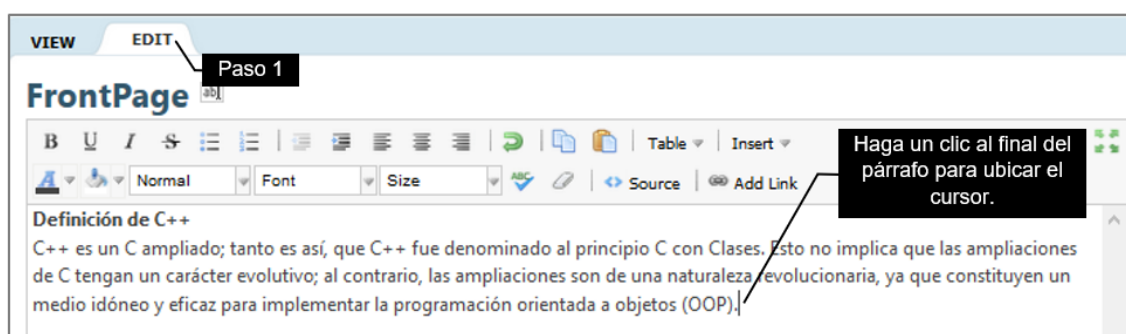 VIEW EDIT
Paso 1
FrontPage abI
B U I S Table Insert
Haga un clic al final del
párrafo para ubicar el
cursor.
A Normal Font Size ABC Source Add Link
Definición de C++
C++ es un C ampliado; tanto es así, que C++ fue denominado al principio C con Clases. Esto no implica que las ampliaciones
de C tengan un carácter evolutivo; al contrario, las ampliaciones son de una naturaleza revolucionaria, ya que constituyen un
medio idóneo y eficaz para implementar la programación orientada a objetos (OOP).